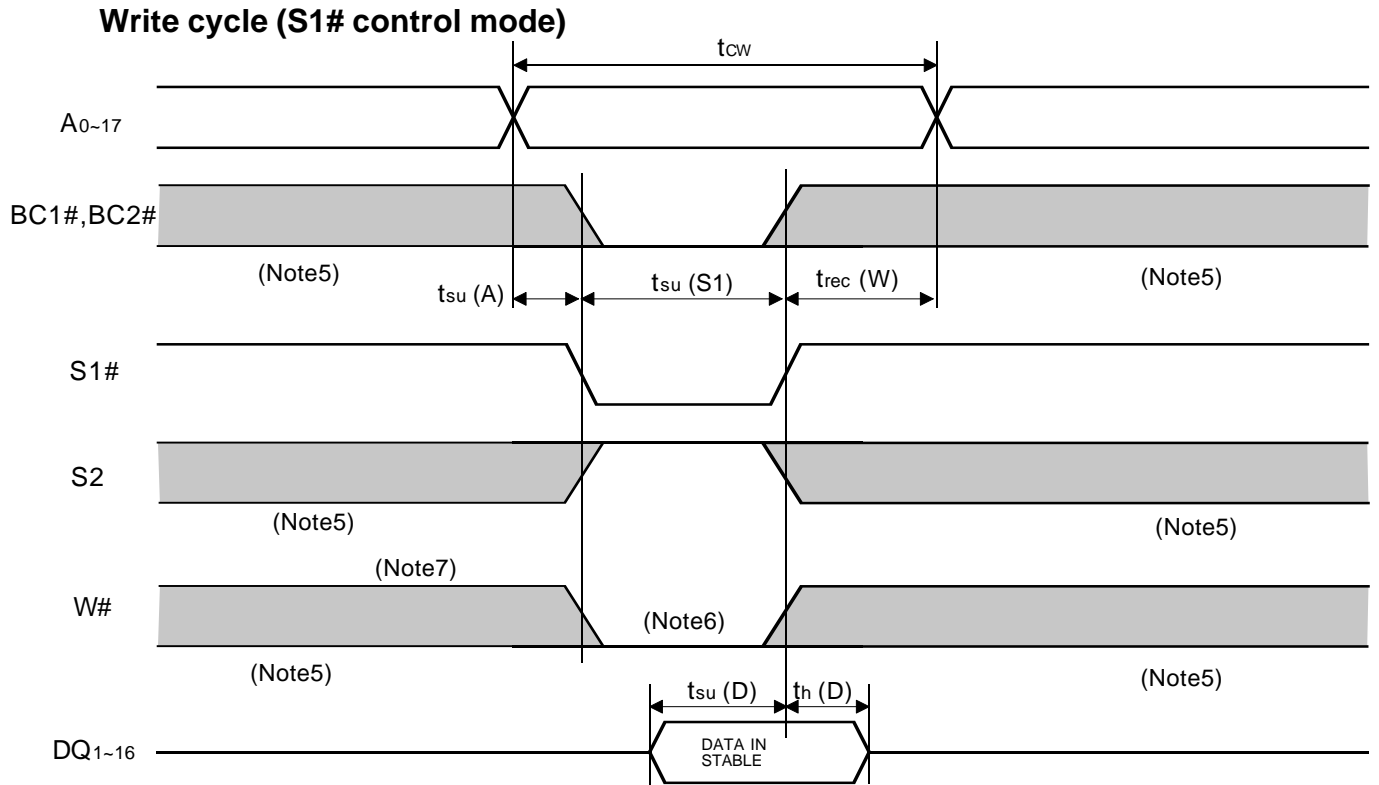 Write cycle (S1# control mode)
tCW
A0~17
BC1#,BC2#
(Note5)
tsu (A)
tsu (S1)
trec (W)
(Note5)
S1#
S2
(Note5)
(Note5)
(Note7)
W#
(Note6)
(Note5)
(Note5)
tsu (D)
th (D)
DQ1~16
DATA IN
STABLE